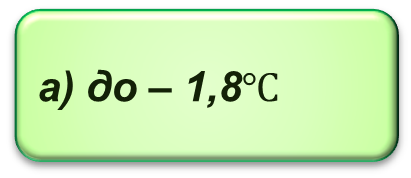 а) до – 1,8℃